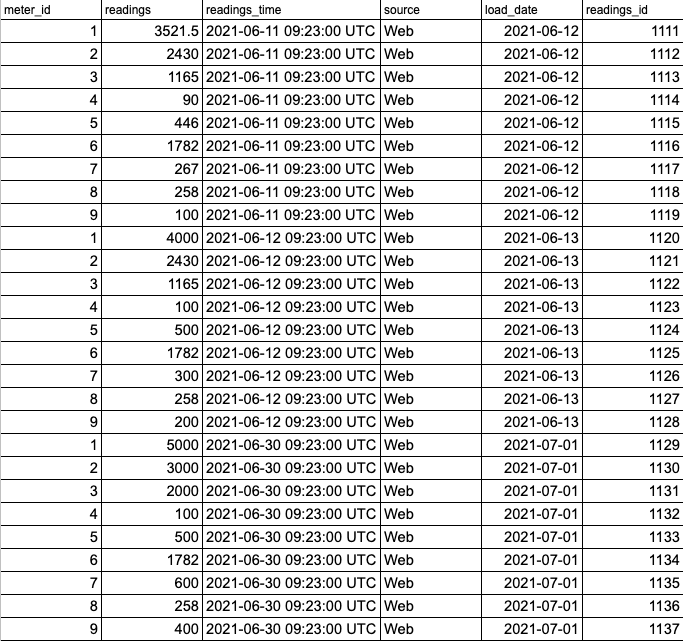 meter_id readings readings_time source load_date readings_id
1 3521.5 2021-06-11 09:23:00 UTC Web 2021-06-12 1111
2 2430 2021-06-11 09:23:00 UTC Web 2021-06-12 1112
3 1165 2021-06-11 09:23:00 UTC Web 2021-06-12 1113
4 90 2021-06-11 09:23:00 UTC Web 2021-06-12 1114
5 446 2021-06-11 09:23:00 UTC Web 2021-06-12 1115
6 1782 2021-06-11 09:23:00 UTC Web 2021-06-12 1116
7 267 2021-06-11 09:23:00 UTC Web 2021-06-12 1117
8 258 2021-06-11 09:23:00 UTC Web 2021-06-12 1118
9 100 2021-06-11 09:23:00 UTC Web 2021-06-12 1119
1 4000 2021-06-12 09:23:00 UTC Web 2021-06-13 1120
2 2430 2021-06-12 09:23:00 UTC Web 2021-06-13 1121
3 1165 2021-06-12 09:23:00 UTC Web 2021-06-13 1122
4 100 2021-06-12 09:23:00 UTC Web 2021-06-13 1123
5 500 2021-06-12 09:23:00 UTC Web 2021-06-13 1124
6 1782 2021-06-12 09:23:00 UTC Web 2021-06-13 1125
7 300 2021-06-12 09:23:00 UTC Web 2021-06-13 1126
8 258 2021-06-12 09:23:00 UTC Web 2021-06-13 1127
9 200 2021-06-12 09:23:00 UTC Web 2021-06-13 1128
1 5000 2021-06-30 09:23:00 UTC Web 2021-07-01 1129
2 3000 2021-06-30 09:23:00 UTC Web 2021-07-01 1130
3 2000 2021-06-30 09:23:00 UTC Web 2021-07-01 1131
4 100 2021-06-30 09:23:00 UTC Web 2021-07-01 1132
5 500 2021-06-30 09:23:00 UTC Web 2021-07-01 1133
6 1782 2021-06-30 09:23:00 UTC Web 2021-07-01 1134
7 600 2021-06-30 09:23:00 UTC Web 2021-07-01 1135
8 258 2021-06-30 09:23:00 UTC Web 2021-07-01 1136
9 400 2021-06-30 09:23:00 UTC Web 2021-07-01 1137